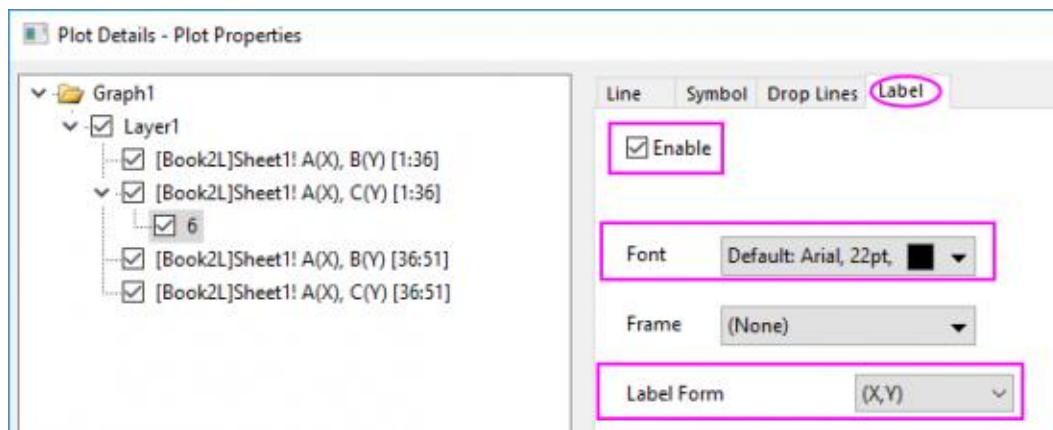 Plot Details - Plot Properties
Graph1
Layer1
[Book2L]Sheet1! A(X), B(Y) [1:36]
[Book2L]Sheet1! A(X), C(Y) [1:36]
6
[Book2L]Sheet1! A(X), B(Y) [36:51]
[Book2L]Sheet1! A(X), C(Y) [36:51]
Line Symbol Drop Lines Label
Enable
Font Default: Arial, 22pt,
Frame (None)
Label Form (X,Y)